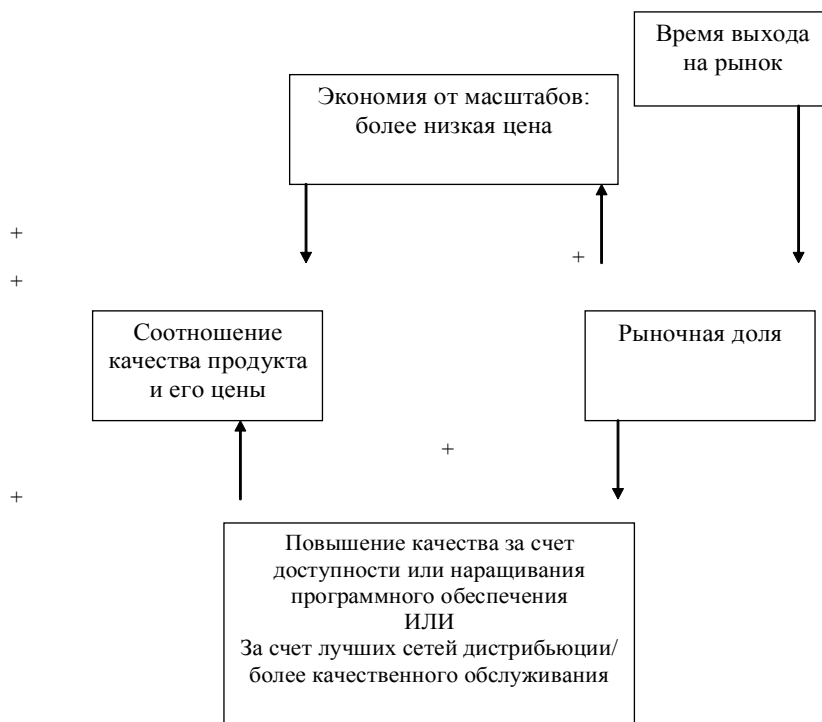 Время выхода
на рынок
Экономия от масштабов:
более низкая цена
+
+
+
Соотношение
качества продукта
и его цены
Рыночная доля
+
+
Повышение качества за счет
доступности или наращивания
программного обеспечения
ИЛИ
За счет лучших сетей дистрибьюции/
более качественного обслуживания